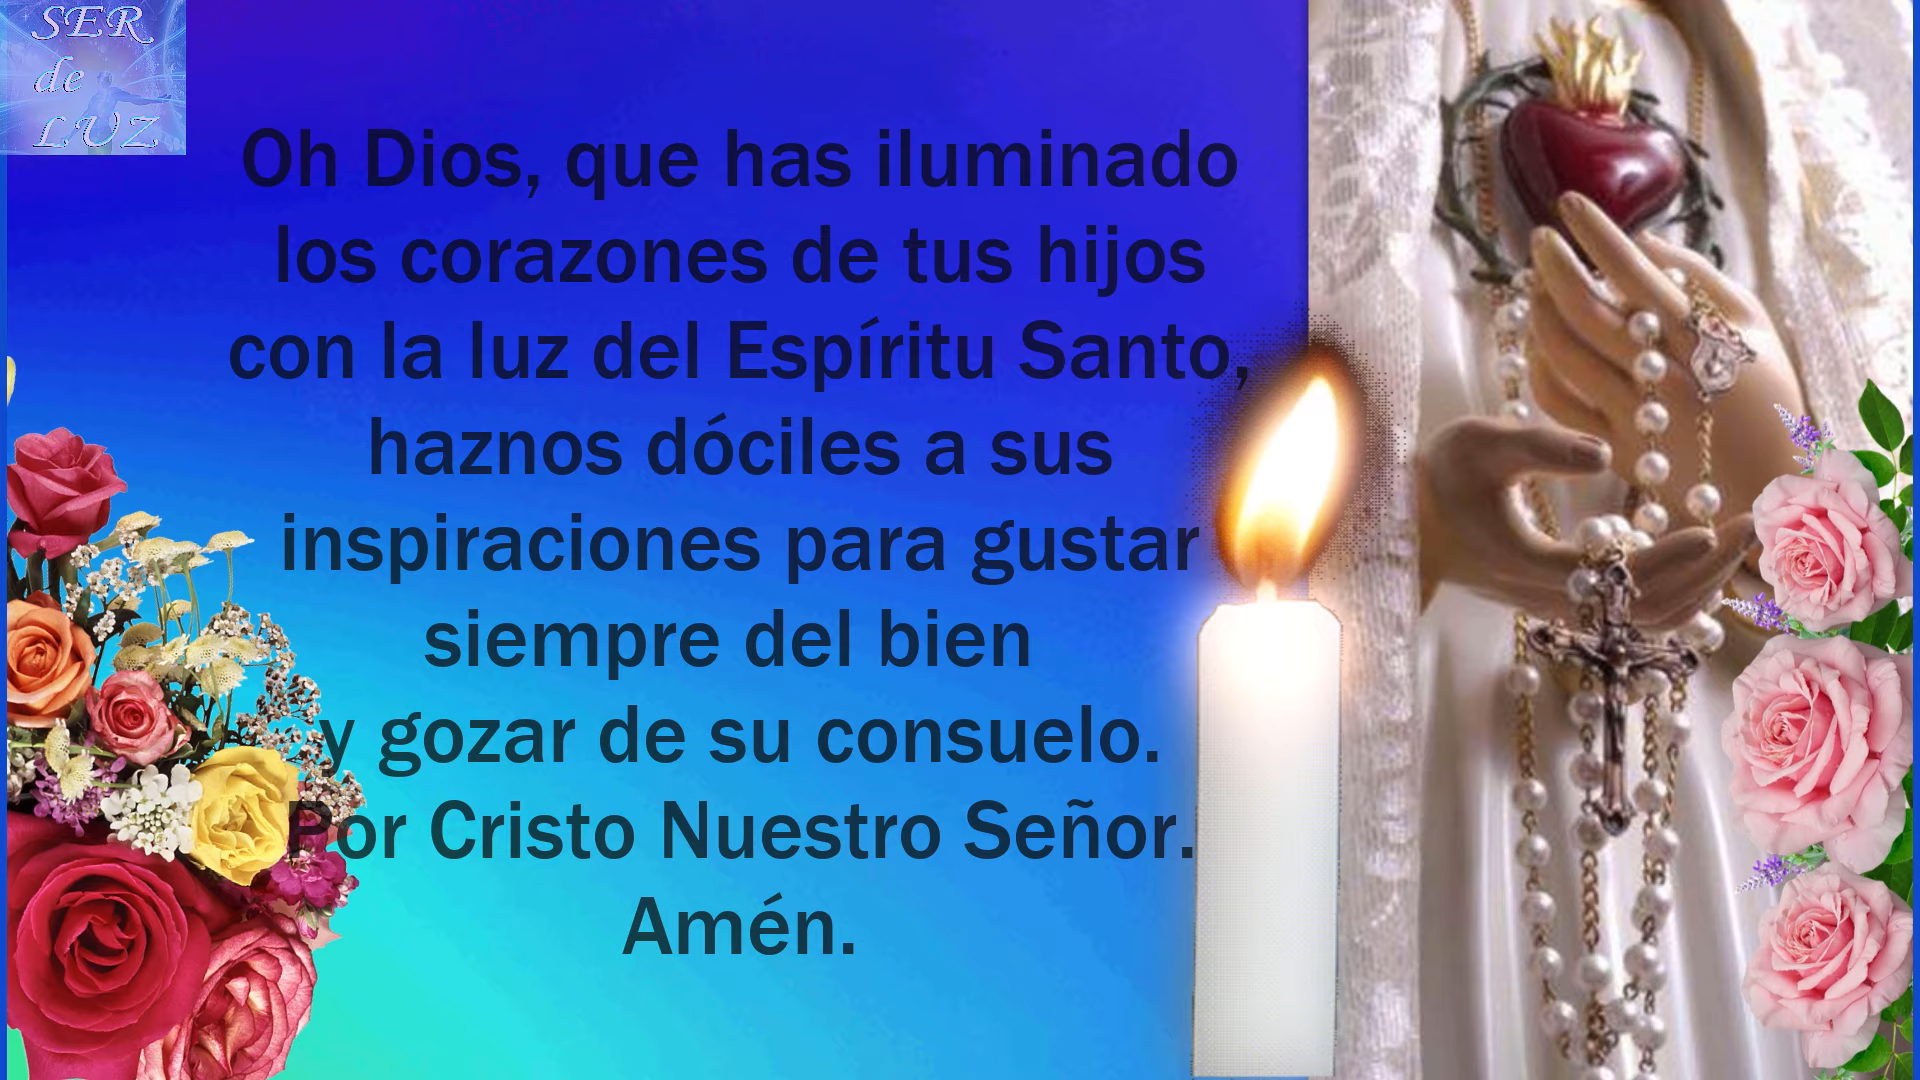 SER
de
LUZ
Oh Dios, que has iluminado
los corazones de tus hijos
con la luz del Espíritu Santo,
haznos dóciles a sus
inspiraciones para gustar
siempre del bien
y gozar de su consuelo.
Por Cristo Nuestro Señor.
Amén.